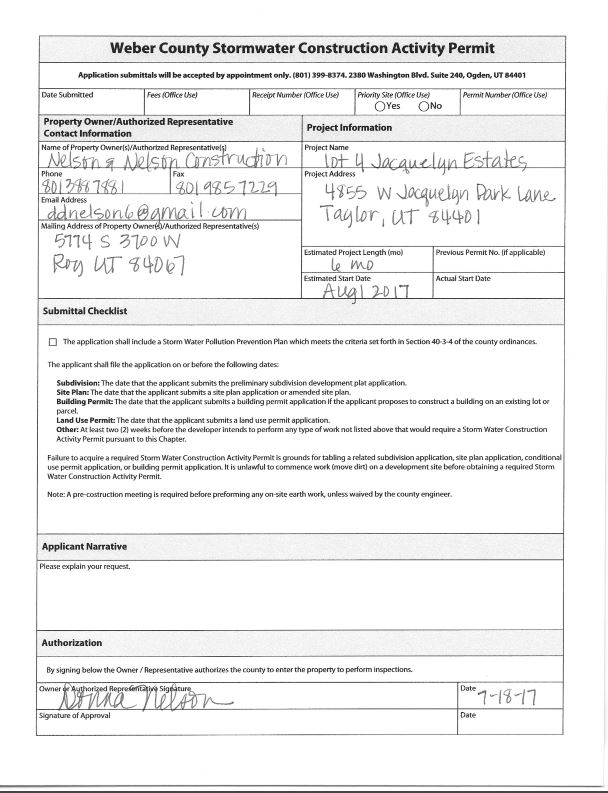 Weber County Stormwater Construction Activity Permit
Application submittals will be accepted by appointment only. (801) 399-8374. 2380 Washington Blvd. Suite 240, Ogden, UT 84401
Date Submitted
Fees (Office Use)
Receipt Number (Office Use)
Priority Site (Office Use)
Yes No
Permit Number (Office Use)
Property Owner/Authorized Representative
Contact Information
Name of Property Owner(s)/Authorized Representative(s)
Nelson & Nelson Construction
Phone
8013887881
Fax
801 985 7229
Email Address
ddnelson6@gmail.com
Mailing Address of Property Owner(s)/Authorized Representative(s)
5774 S 3700 W
Roy UT 84067
Project Information
Project Name
lot 4 Jacquelyn Estates
Project Address
4855 W Jacquelyn Park Lane
Taylor, UT 84401
Estimated Project Length (mo)
6 mo
Previous Permit No. (if applicable)
Estimated Start Date
Aug 1 2017
Actual Start Date
Submittal Checklist
The applicant shall include a Storm Water Pollution Prevention Plan which meets the criteria set forth in Section 40-3-4 of the county ordinances.
The applicant shall file the application on or before the following dates:
Subdivision: The date that the applicant submits the preliminary subdivision development plat application.
Site Plan: The date that the applicant submits a site plan application or amended site plan.
Building Permit: The date that the applicant submits a building permit application if the applicant proposes to construct a building on an existing lot or
parcel.
Land Use Permit: The date that the applicant submits a land use permit application.
Other: At least two (2) weeks before the developer intends to perform any type of work not listed above that would require a Storm Water Construction
Activity Permit pursuant to this Chapter.
Failure to acquire a required Storm Water Construction Activity Permit is grounds for tabling a related subdivision application, site plan application, conditional
use permit application, or building permit application. It is unlawful to commence work (move dirt) on a development site before obtaining a required Storm
Water Construction Activity Permit.
Note: A pre-costruction meeting is required before preforming any on-site earth work, unless waived by the county engineer.
Applicant Narrative
Please explain your request.
Authorization
By signing below the Owner / Representative authorizes the county to enter the property to perform inspections.
Owner or Authorized Representative Signature
Donna Nelson
Date
7-18-17
Signature of Approval
Date